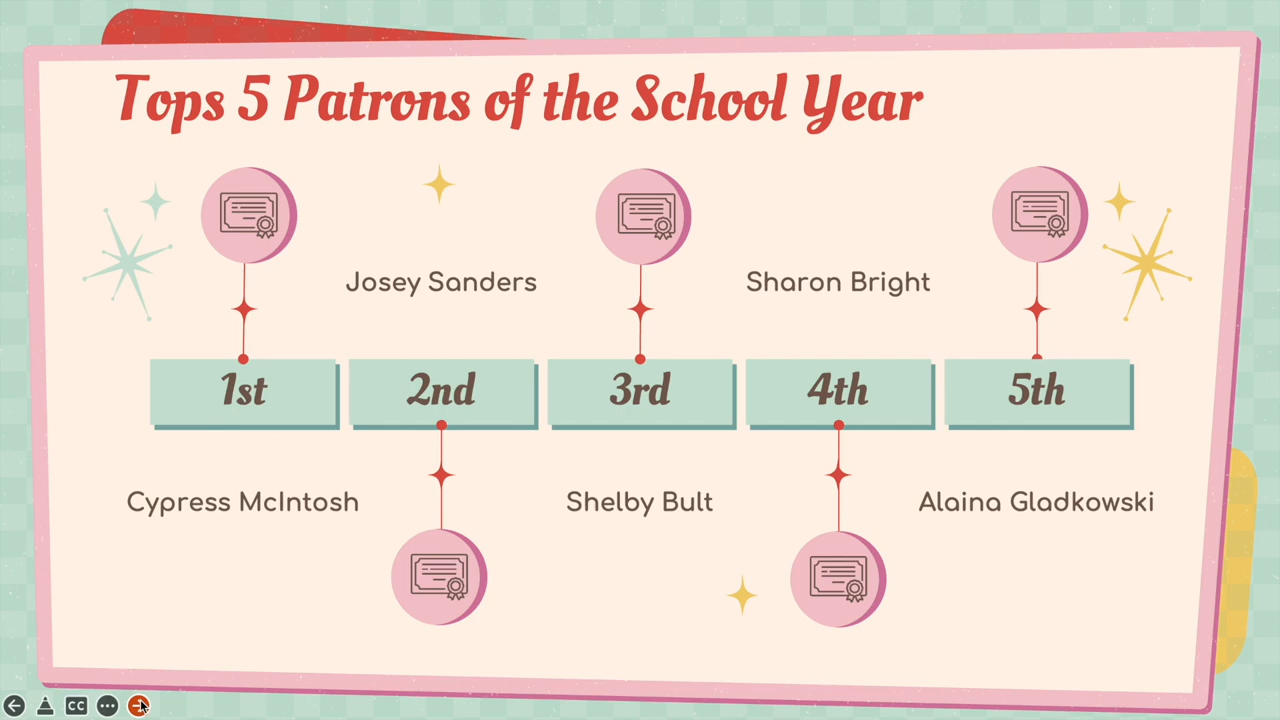 Tops 5 Patrons of the School Year
Josey Sanders
Sharon Bright
1st
2nd
3rd
4th
5th
Cypress McIntosh
Shelby Bult
Alaina Gladkowski
CC